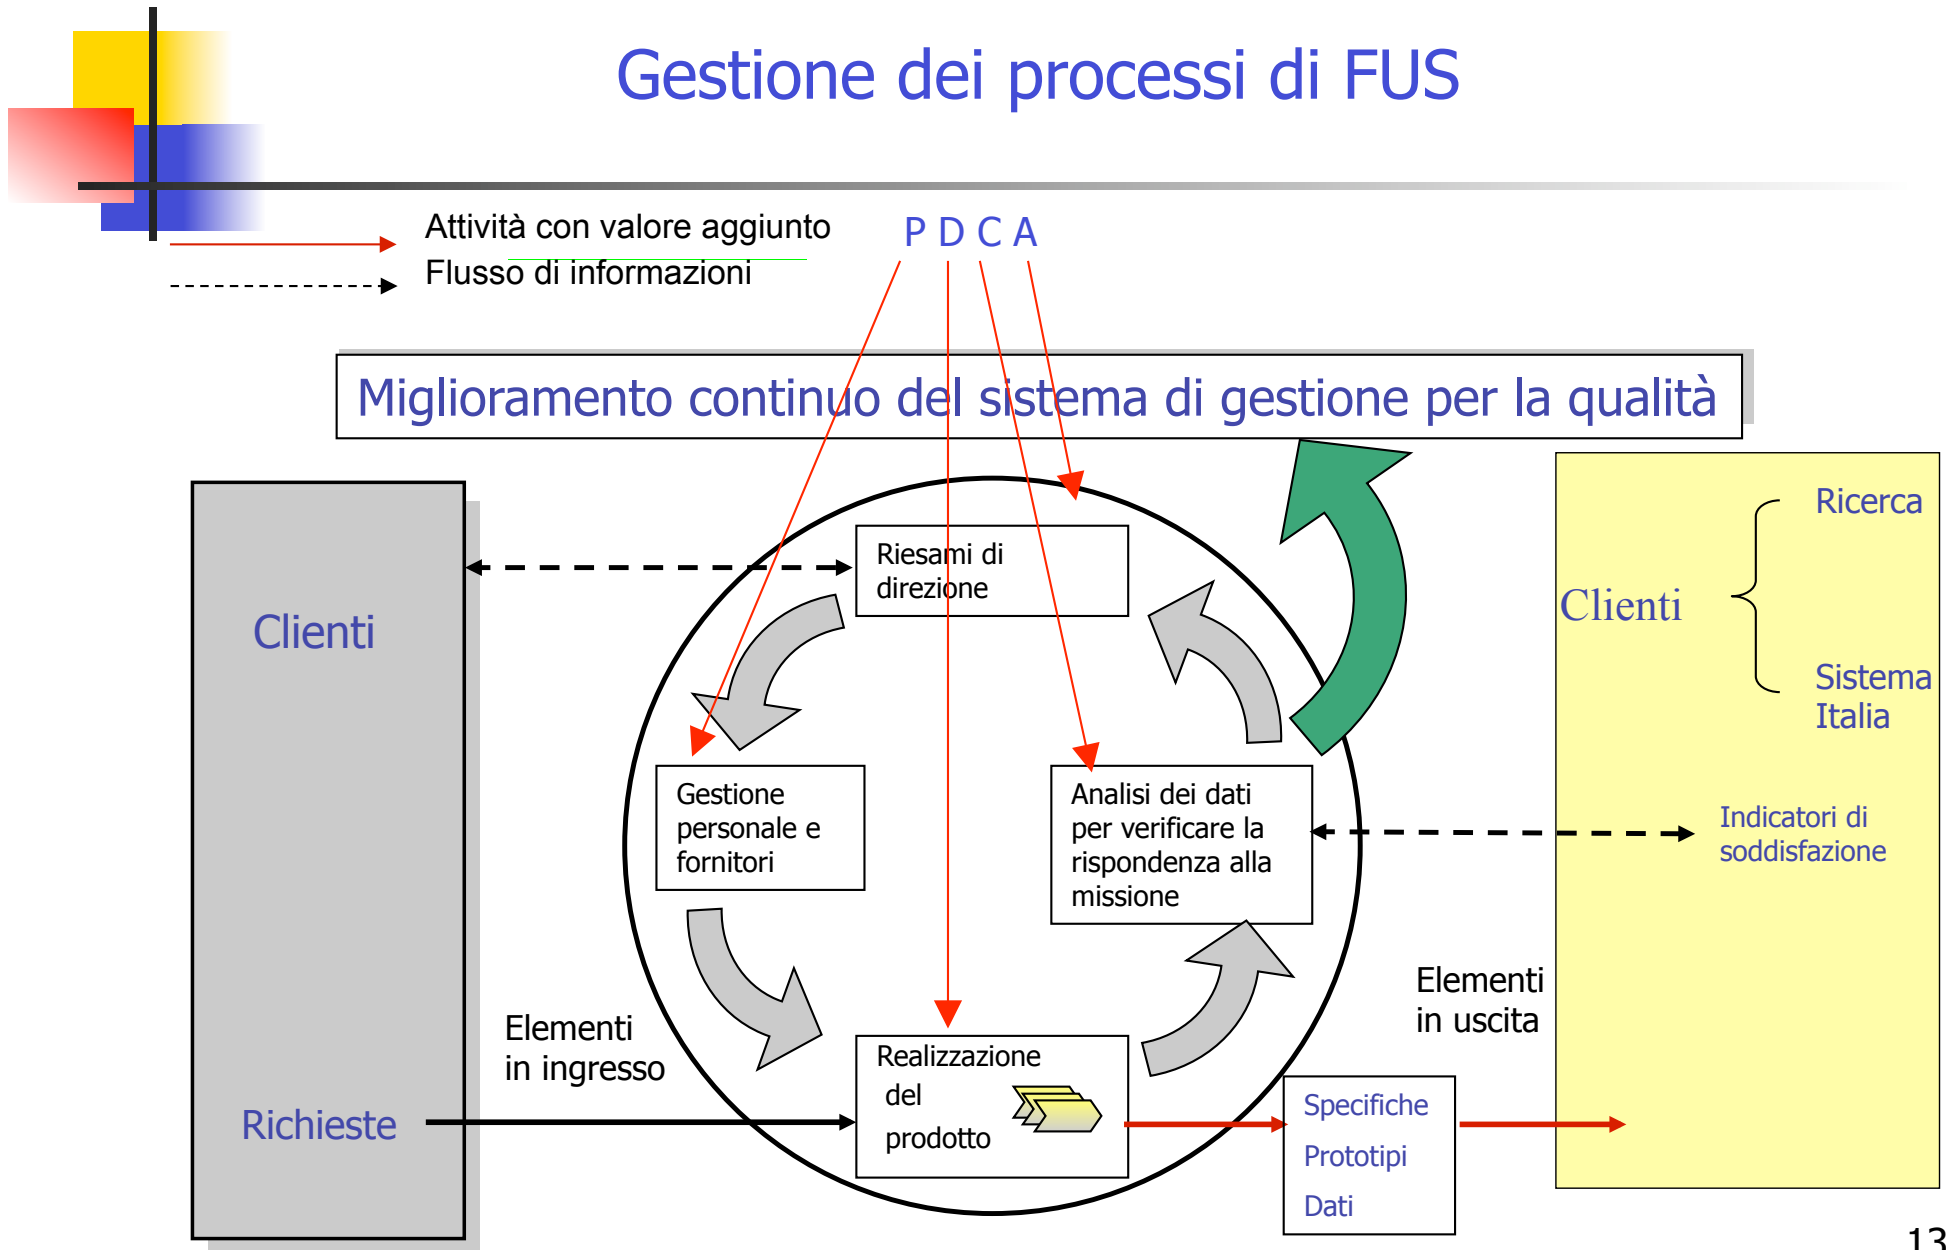 Gestione dei processi di FUS
Attività con valore aggiunto
P D C A
Flusso di informazioni
Miglioramento continuo del sistema di gestione per la qualità
Clienti
Richieste
Elementi
in ingresso
Riesami di
direzione
Gestione
personale e
fornitori
Analisi dei dati
per verificare la
rispondenza alla
missione
Realizzazione
del
prodotto
Elementi
in uscita
Specifiche
Prototipi
Dati
Clienti
Ricerca
Sistema
Italia
Indicatori di
soddisfazione
13